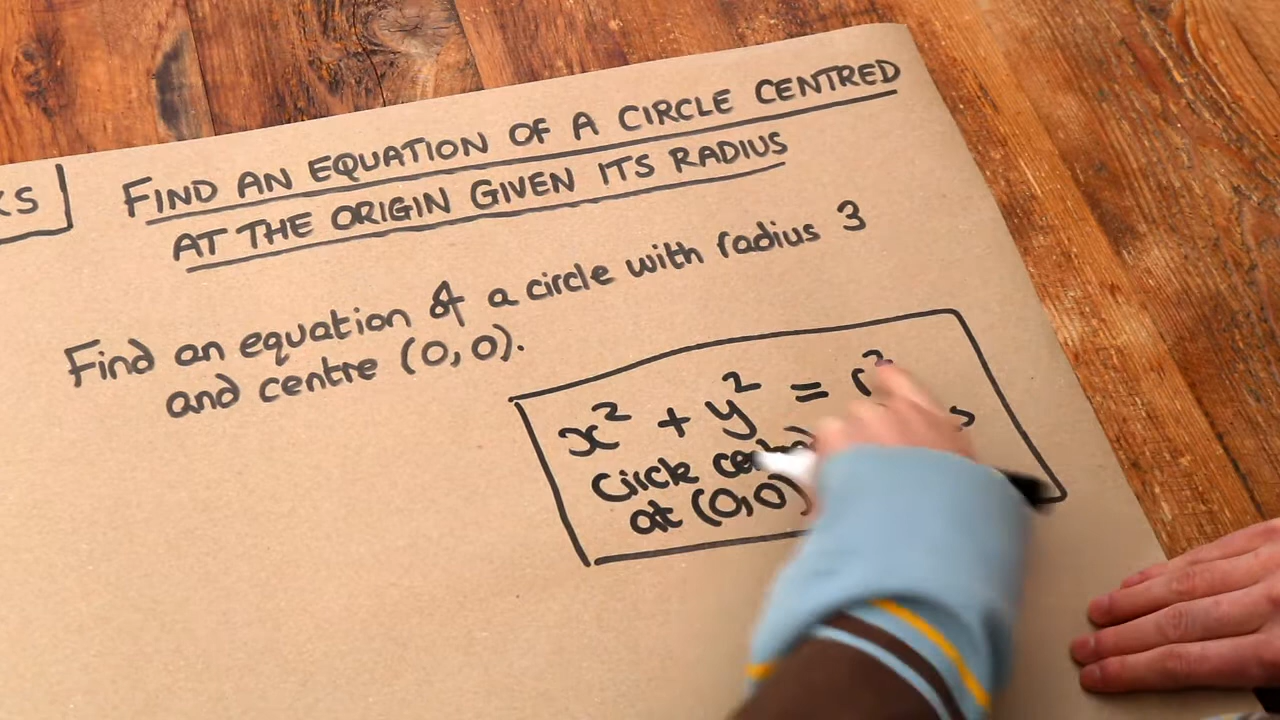 FIND AN EQUATION OF A CIRCLE CENTRED
AT THE ORIGIN GIVEN ITS RADIUS
Find an equation of a circle with radius 3
and centre (0,0).
x² + y² = r²
Circle
at (0,0)